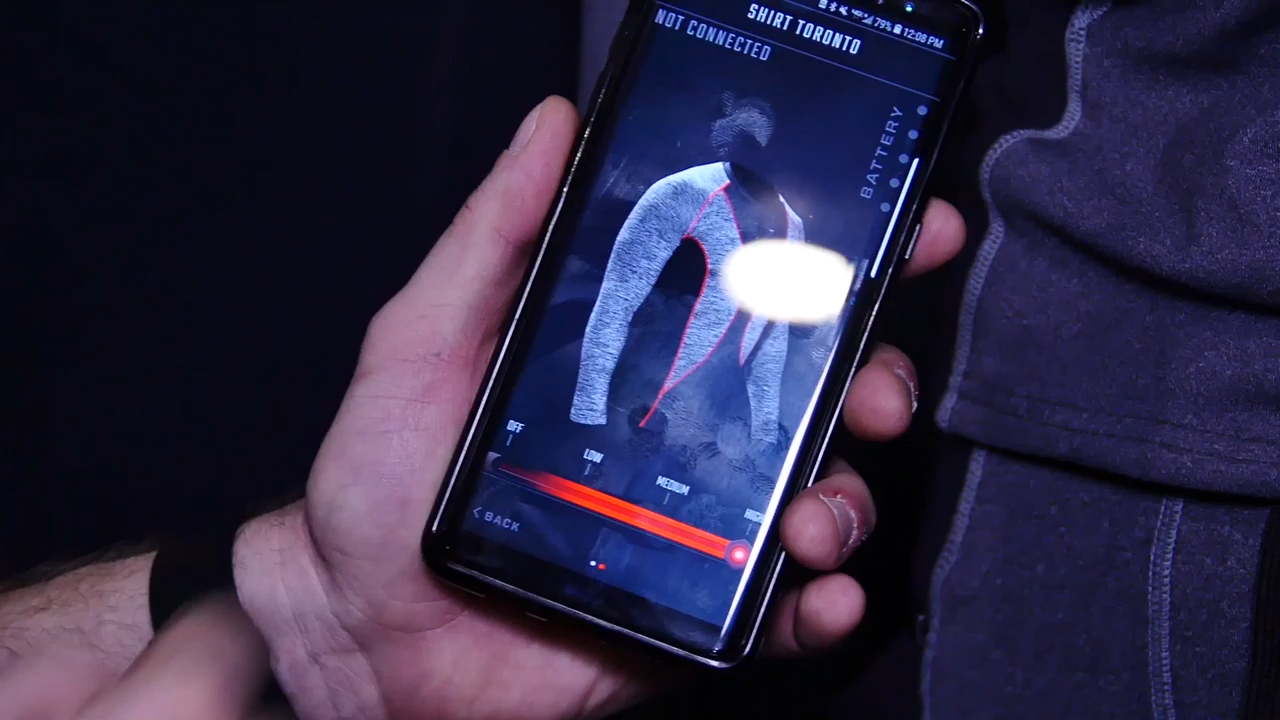 79% 12:08 PM
SHIRT TORONTO
NOT CONNECTED
BATTERY
OFF
LOW
MEDIUM
HIGH
< BACK